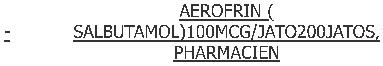 AEROFRIN (
- SALBUTAMOL)100MCG/JATO200JATOS,
PHARMACIEN